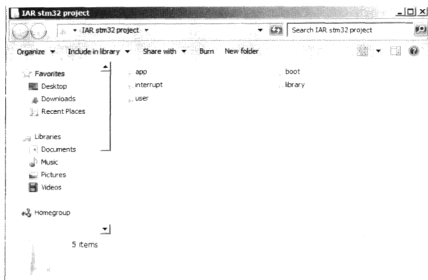 IAR stm32 project
IAR stm32 project Search IAR stm32 project
Organize Include in library Share with Burn New folder
Favorites
Desktop
Downloads
Recent Places
Libraries
Documents
Music
Pictures
Videos
Homegroup
app boot
interrupt library
user
5 items